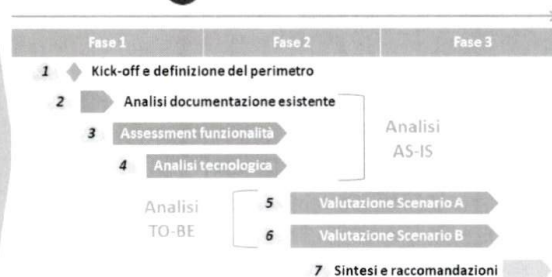 Fase 1 Fase 2 Fase 3
1 Kick-off e definizione del perimetro
2 Analisi documentazione esistente
3 Assessment funzionalità
4 Analisi tecnologica
Analisi
AS-IS
Analisi
TO-BE
5 Valutazione Scenario A
6 Valutazione Scenario B
7 Sintesi e raccomandazioni